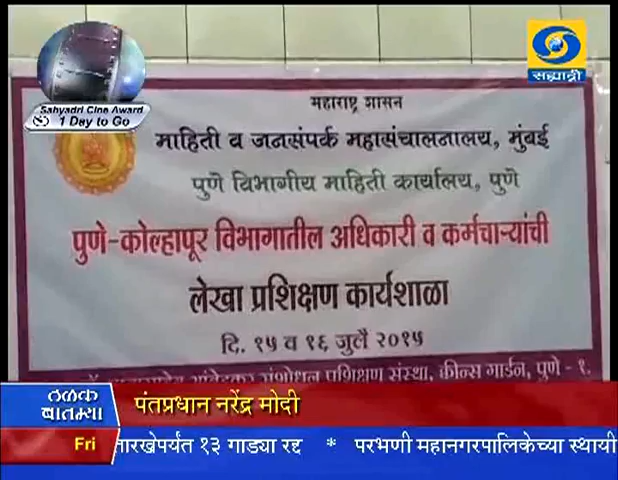 सह्याद्री
Sahyadri Cine Award
1 Day to Go
महाराष्ट्र शासन
माहिती व जनसंपर्क महासंचालनालय, मुंबई
पुणे विभागीय माहिती कार्यालय, पुणे
पुणे-कोल्हापूर विभागातील अधिकारी व कर्मचाऱ्यांची
लेखा प्रशिक्षण कार्यशाळा
दि. १५ व १६ जुलै २०१५
संशोधल प्रशिक्षण संस्था, क्वीन्स गार्डन, पुणे - १.
ठळक
बातम्या
पंतप्रधान नरेंद्र मोदी
Fri
तारखेपर्यंत १३ गाड्या रद्द * परभणी महानगरपालिकेच्या स्थायी